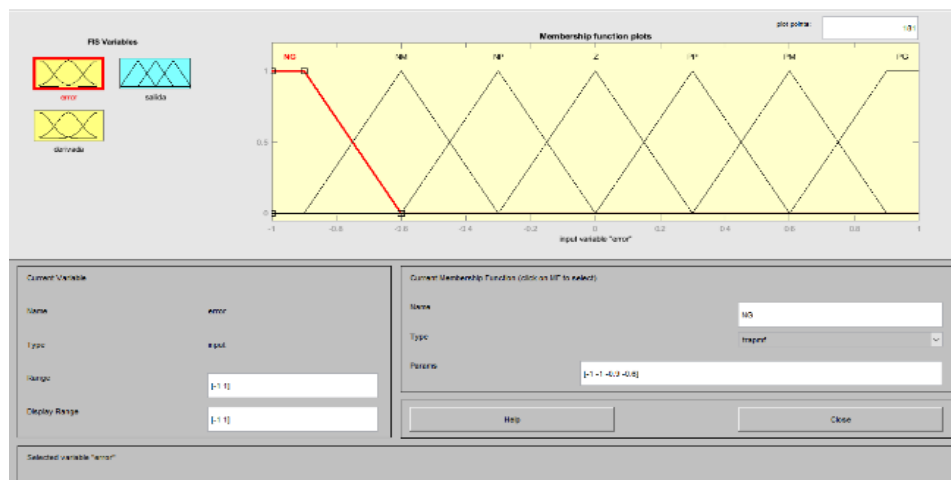 plot points:
181
FIS Variables
Membership function plots
NG NM NP Z PP PM PG
error
salida
derivada
1
0.5
0
-1 -0.8 -0.6 -0.4 -0.2 0 0.2 0.4 0.6 0.8 1
input variable "error"
Current Variable
Name error
Type input
Range [-1 1]
Display Range [-1 1]
Current Membership Function (click on MF to select)
Name NG
Type trapmf
Params [-1 -1 -0.9 -0.6]
Help Close
Selected variable "error"